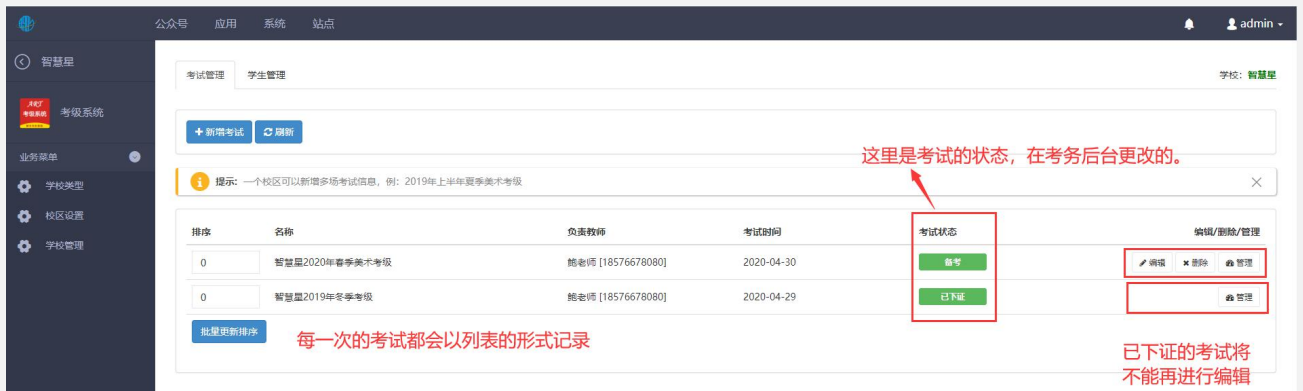 公众号 应用 系统 站点 admin
智慧星
考试管理 学生管理 学校：智慧星
ART
考级系统
考级系统
+ 新增考试 刷新
业务菜单
这里是考试的状态，在考务后台更改的。
学校类型
提示：一个校区可以新增多场考试信息，例：2019年上半年夏季美术考级
校区设置
学校管理
排序 名称 负责教师 考试时间 考试状态 编辑/删除/管理
0 智慧星2020年春季美术考级 鲍老师 [18576678080] 2020-04-30 备考 编辑 删除 管理
0 智慧星2019年冬季考级 鲍老师 [18576678080] 2020-04-29 已下证 管理
批量更新排序
每一次的考试都会以列表的形式记录
已下证的考试将
不能再进行编辑